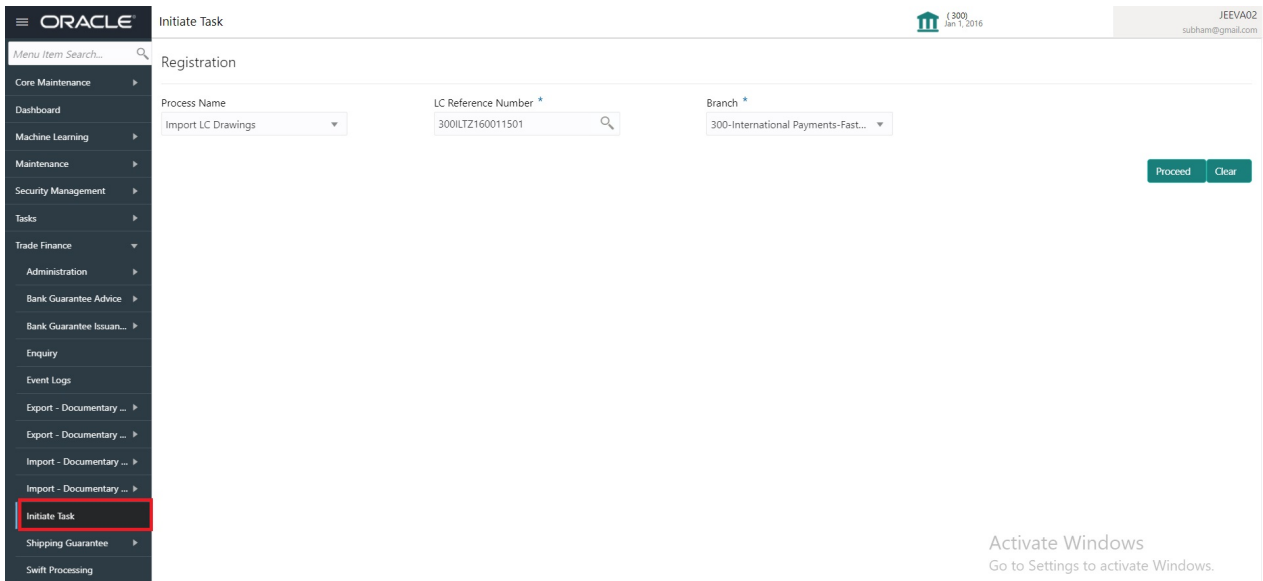 ORACLE
Initiate Task
( 300)
Jan 1, 2016
JEEVA02
subham@gmail.com
Menu Item Search...
Core Maintenance
Dashboard
Machine Learning
Maintenance
Security Management
Tasks
Trade Finance
Administration
Bank Guarantee Advice
Bank Guarantee Issuan...
Enquiry
Event Logs
Export - Documentary ...
Export - Documentary ...
Import - Documentary ...
Import - Documentary ...
Initiate Task
Shipping Guarantee
Swift Processing
Registration
Process Name
LC Reference Number *
Branch *
Import LC Drawings
300ILTZ160011501
300-International Payments-Fast...
Proceed
Clear
Activate Windows
Go to Settings to activate Windows.